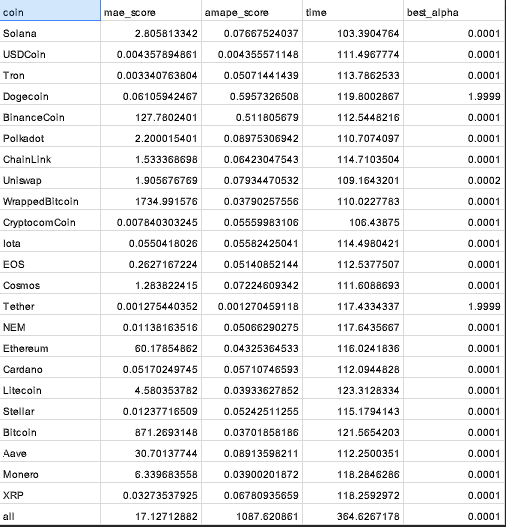 coin mae_score amape_score time best_alpha
Solana 2.805813342 0.07667524037 103.3904764 0.0001
USDCoin 0.004357894861 0.004355571148 111.4967774 0.0001
Tron 0.003340763804 0.05071441439 113.7862533 0.0001
Dogecoin 0.06105942467 0.5957326508 119.8002867 1.9999
BinanceCoin 127.7802401 0.511805679 112.5448216 0.0001
Polkadot 2.200015401 0.08975306942 110.7074097 0.0001
ChainLink 1.533368698 0.06423047543 114.7103504 0.0001
Uniswap 1.905676769 0.07934470532 109.1643201 0.0002
WrappedBitcoin 1734.991576 0.03790257556 110.0227783 0.0001
CryptocomCoin 0.007840303245 0.05559983106 106.43875 0.0001
Iota 0.0550418026 0.05582425041 114.4980421 0.0001
EOS 0.2627167224 0.05140852144 112.5377507 0.0001
Cosmos 1.283822415 0.07224609342 111.6088693 0.0001
Tether 0.001275440352 0.001270459118 117.4334337 1.9999
NEM 0.01138163516 0.05066290275 117.6435667 0.0001
Ethereum 60.17854862 0.04325364533 116.0241836 0.0001
Cardano 0.05170249745 0.05710746593 112.0944828 0.0001
Litecoin 4.580353782 0.03933627852 123.3128334 0.0001
Stellar 0.01237716509 0.05242511255 115.1794143 0.0001
Bitcoin 871.2693148 0.03701858186 121.5654203 0.0001
Aave 30.70137744 0.08913598211 112.2500351 0.0001
Monero 6.339683558 0.03900201872 118.2846286 0.0001
XRP 0.03273537925 0.06780935659 118.2592972 0.0001
all 17.12712882 1087.620861 364.6267178 0.0001